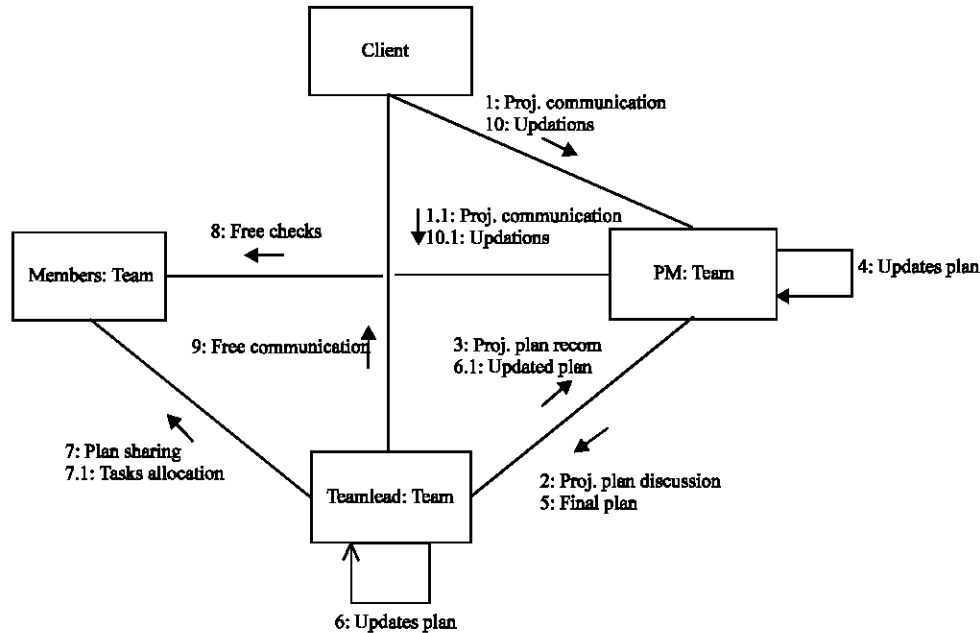 Client
1: Proj. communication
10: Updations
1.1: Proj. communication
10.1: Updations
8: Free checks
Members: Team
PM: Team
4: Updates plan
9: Free communication
3: Proj. plan recom
6.1: Updated plan
7: Plan sharing
7.1: Tasks allocation
Teamlead: Team
2: Proj. plan discussion
5: Final plan
6: Updates plan